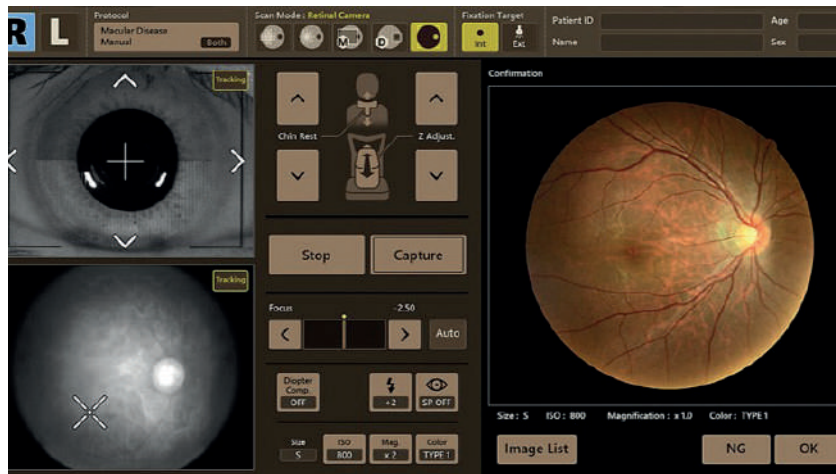 R L
Protocol
Macular Disease
Manual
Both
Scan Mode : Retinal Camera
M
D
Fixation Target
Int
Ext
Patient ID
Name
Age
Sex
Tracking
Chin Rest
Z Adjust.
Stop
Capture
Focus
-2.50
Auto
Tracking
Diopter
Comp.
OFF
+2
SP OFF
Size
S
ISO
800
Mag.
x ?
Color
TYPE 1
Confirmation
Size : S ISO : 800 Magnification : x 1.0 Color : TYPE 1
Image List
NG
OK